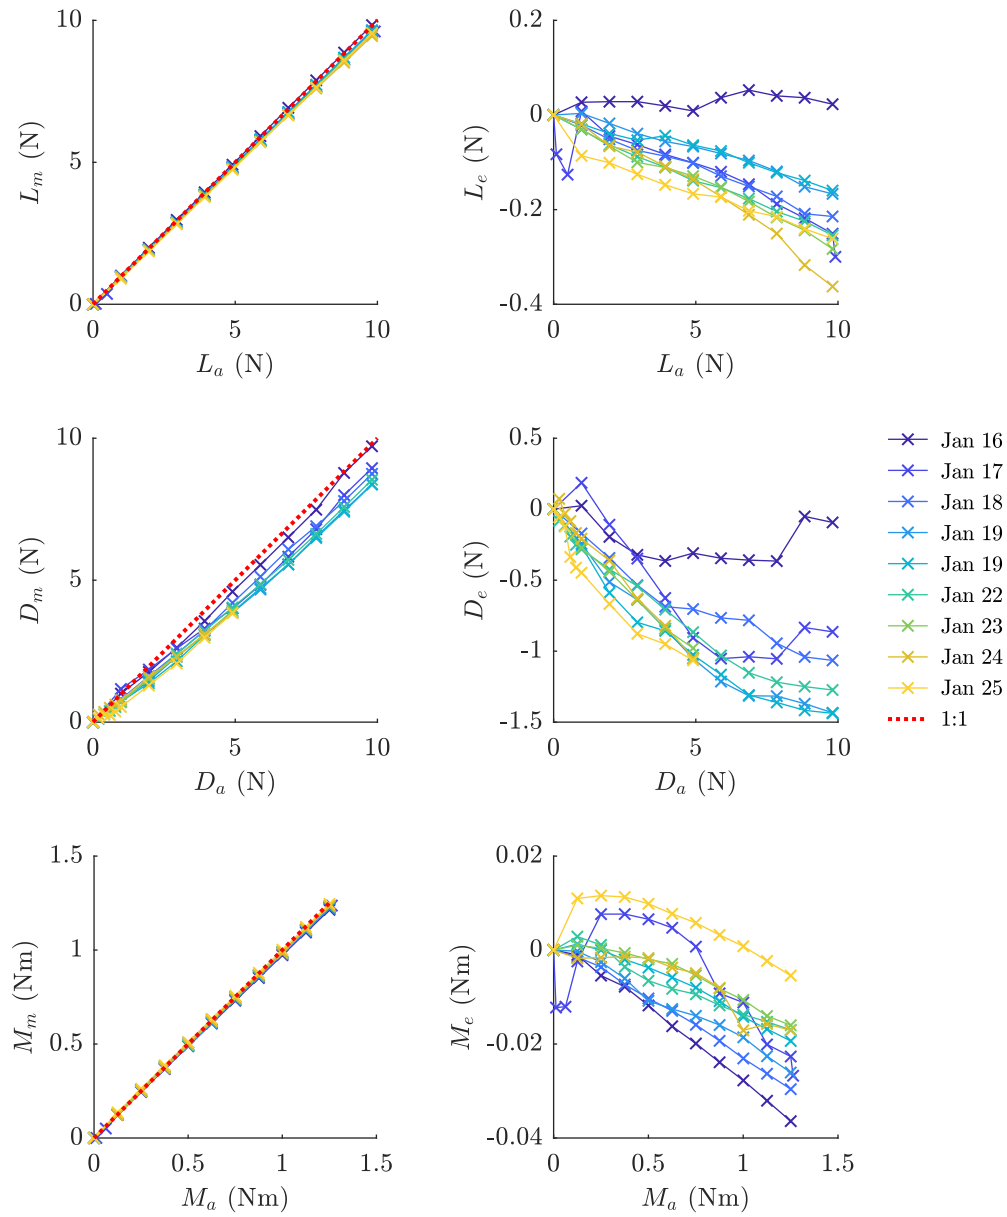 10
5
0
0 5 10
L_m (N)
L_a (N)
0.2
0
-0.2
-0.4
0 5 10
L_e (N)
L_a (N)
10
5
0
0 5 10
D_m (N)
D_a (N)
0.5
0
-0.5
-1
-1.5
0 5 10
D_e (N)
D_a (N)
Jan 16
Jan 17
Jan 18
Jan 19
Jan 19
Jan 22
Jan 23
Jan 24
Jan 25
1:1
1.5
1
0.5
0
0 0.5 1 1.5
M_m (Nm)
M_a (Nm)
0.02
0
-0.02
-0.04
0 0.5 1 1.5
M_e (Nm)
M_a (Nm)